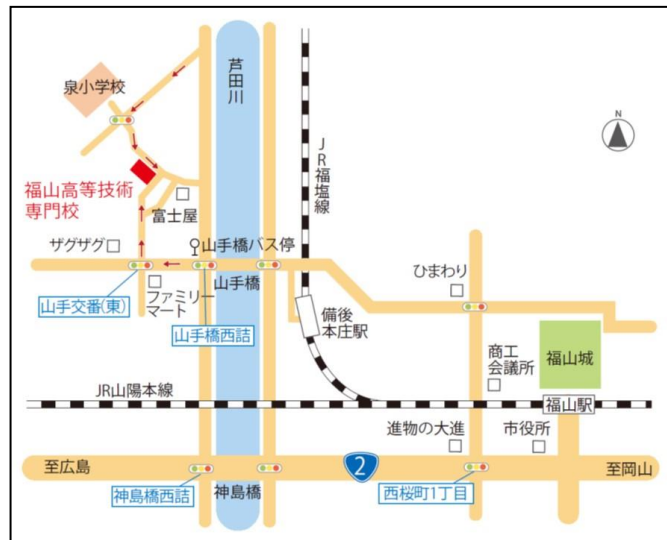 泉小学校
芦田川
N
JR福塩線
福山高等技術
専門校
富士屋
ザグザグ
山手橋バス停
ひまわり
山手橋
山手交番(東)
ファミリー
マート
山手橋西詰
備後
本庄駅
商工
会議所
福山城
JR山陽本線
福山駅
進物の大進
市役所
至広島
2
至岡山
神島橋西詰
神島橋
西桜町1丁目